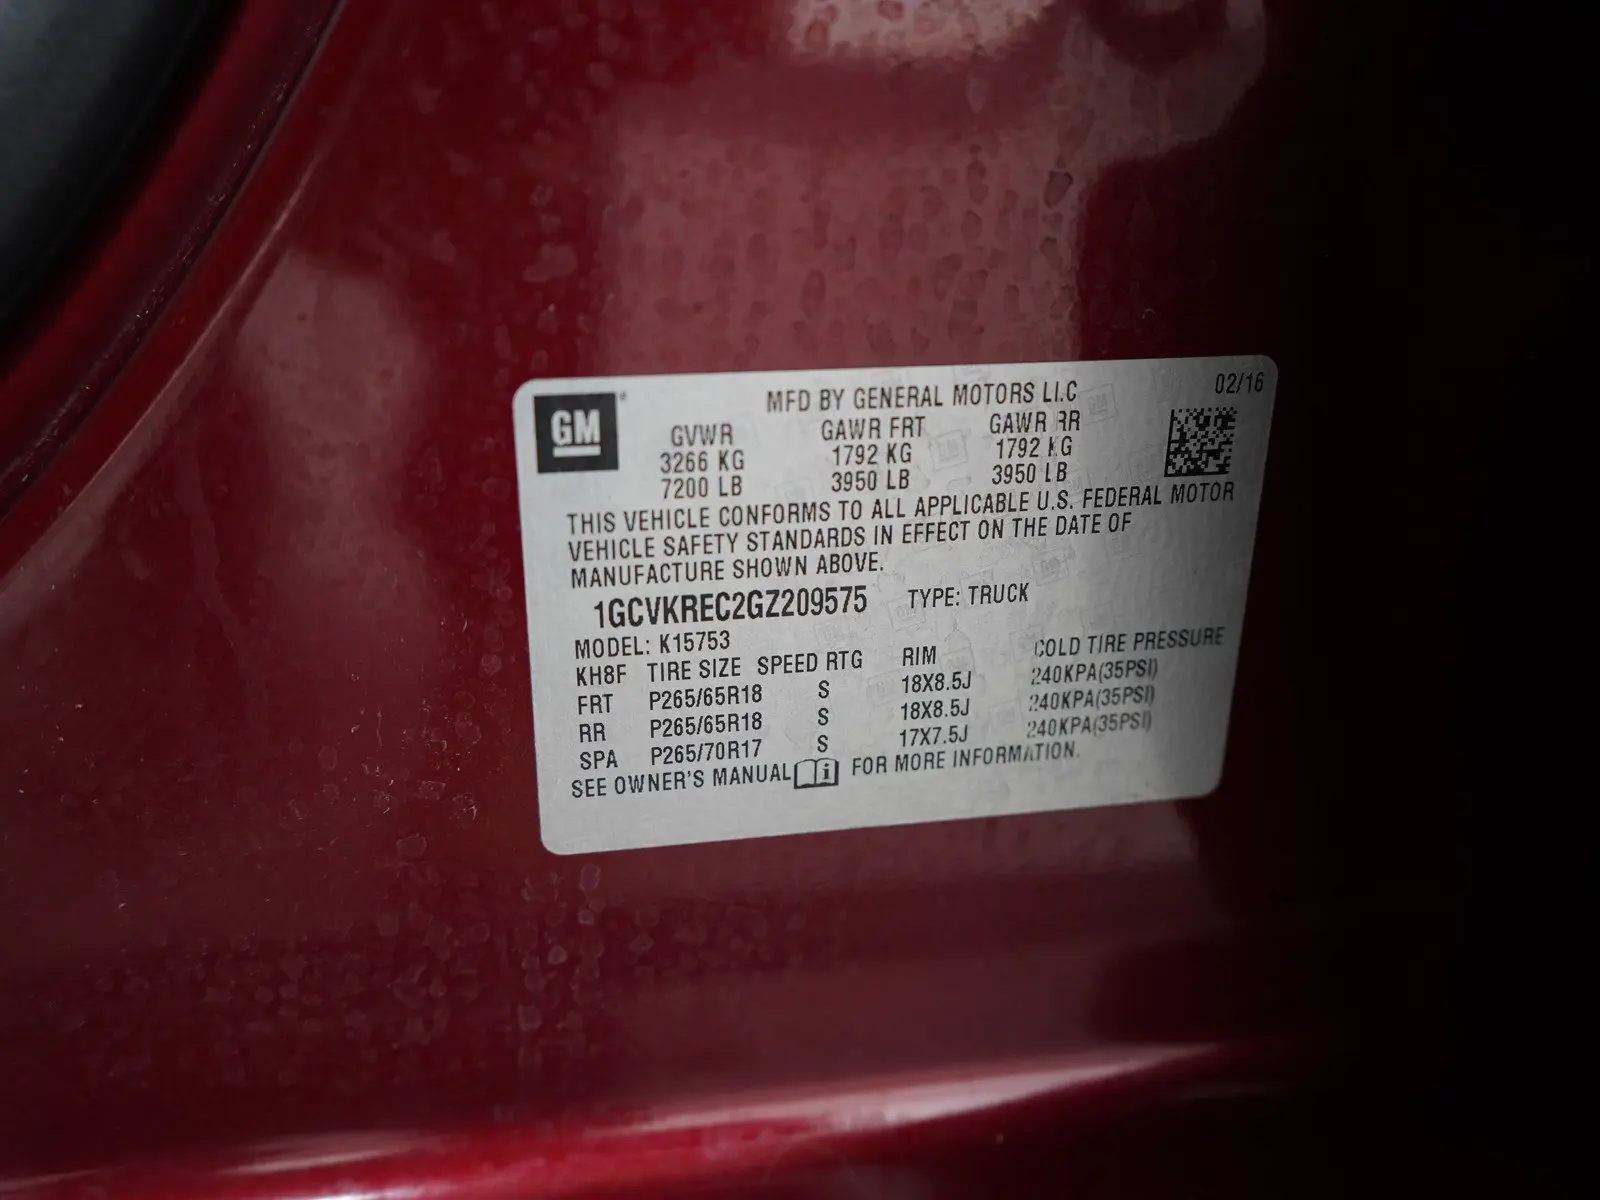 GM
MFD BY GENERAL MOTORS LLC
02/16
GVWR GAWR FRT GAWR RR
3266 KG 1792 KG 1792 KG
7200 LB 3950 LB 3950 LB
THIS VEHICLE CONFORMS TO ALL APPLICABLE U.S. FEDERAL MOTOR
VEHICLE SAFETY STANDARDS IN EFFECT ON THE DATE OF
MANUFACTURE SHOWN ABOVE.
1GCVKREC2GZ209575 TYPE: TRUCK
MODEL: K15753
KH8F TIRE SIZE SPEED RTG RIM COLD TIRE PRESSURE
FRT P265/65R18 S 18X8.5J 240KPA(35PSI)
RR P265/65R18 S 18X8.5J 240KPA(35PSI)
SPA P265/70R17 S 17X7.5J 240KPA(35PSI)
SEE OWNER'S MANUAL i FOR MORE INFORMATION.